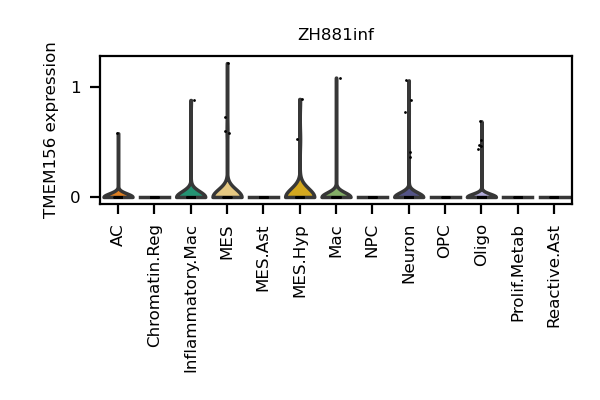 ZH881inf
TMEM156 expression
1
0
AC
Chromatin.Reg
Inflammatory.Mac
MES
MES.Ast
MES.Hyp
Mac
NPC
Neuron
OPC
Oligo
Prolif.Metab
Reactive.Ast